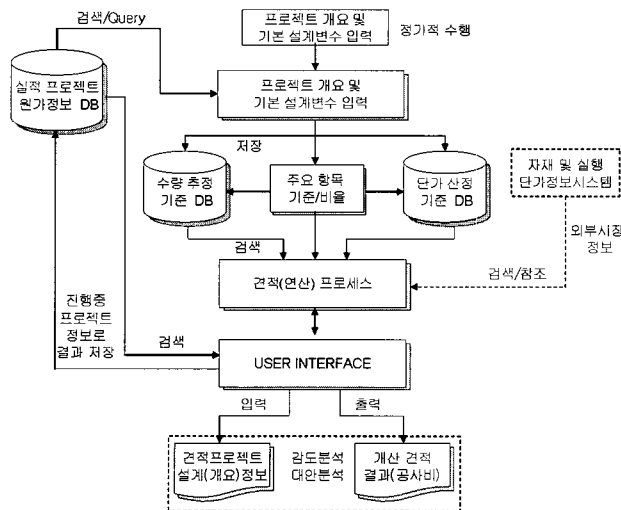 검색/Query
프로젝트 개요 및
기본 설계변수 입력
정가적 수행
실적 프로젝트
원가정보 DB
프로젝트 개요 및
기본 설계변수 입력
저장
수량 추정
기준 DB
주요 항목
기준/비율
단가 산정
기준 DB
자재 및 실행
단가정보시스템
검색
외부시장
정보
검색/참조
견적(연산) 프로세스
진행중
프로젝트
정보로
결과 저장
검색
USER INTERFACE
입력
출력
견적프로젝트
설계(개요)정보
감도분석
대안분석
개산 견적
결과(공사비)